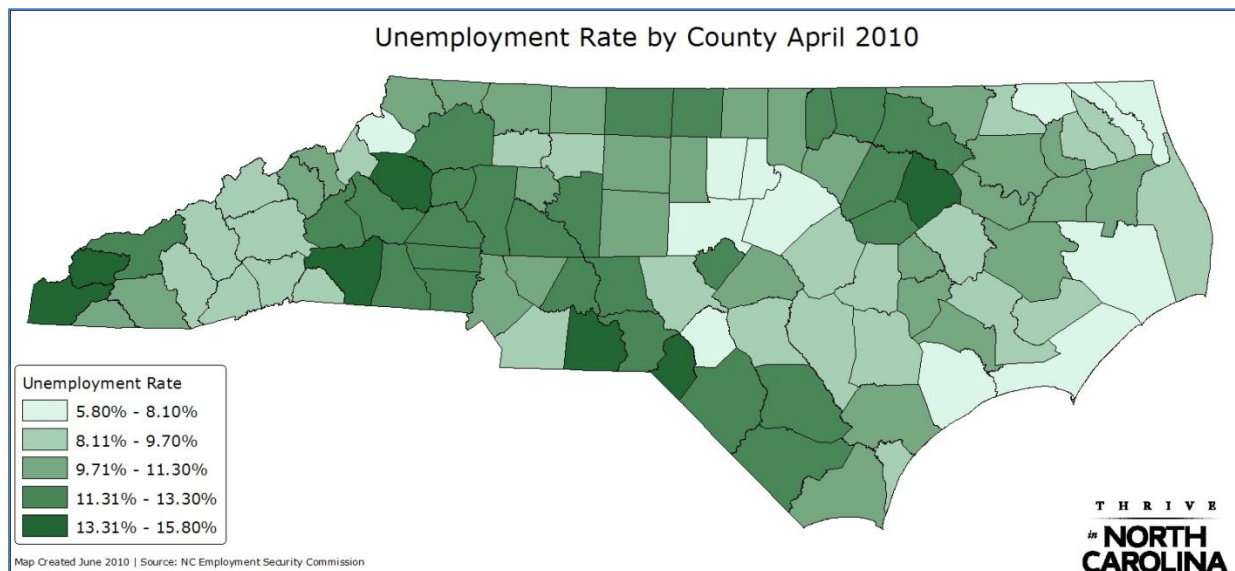 Unemployment Rate by County April 2010
Unemployment Rate
5.80% - 8.10%
8.11% - 9.70%
9.71% - 11.30%
11.31% - 13.30%
13.31% - 15.80%
Map Created June 2010 | Source: NC Employment Security Commission
THRIVE
in NORTH
CAROLINA